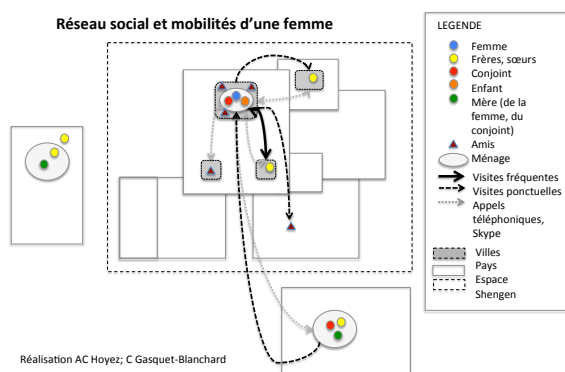 Réseau social et mobilités d'une femme
LEGENDE
Femme
Frères, sœurs
Conjoint
Enfant
Mère (de la
femme, du
conjoint)
Amis
Ménage
Visites fréquentes
Visites ponctuelles
Appels
téléphoniques,
Skype
Villes
Pays
Espace
Shengen
Réalisation AC Hoyez; C Gasquet-Blanchard